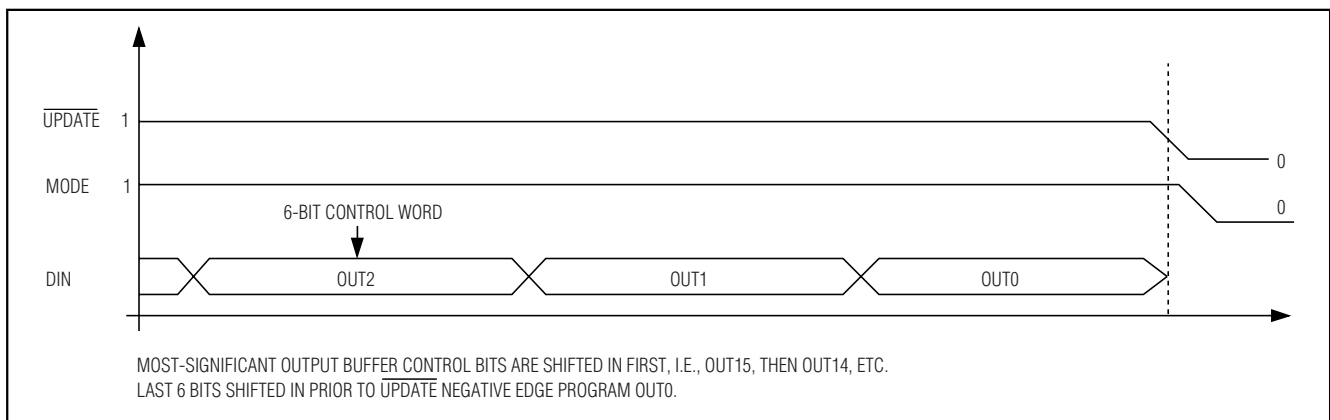 UPDATE 1
0
MODE 1
0
6-BIT CONTROL WORD
DIN OUT2 OUT1 OUT0
MOST-SIGNIFICANT OUTPUT BUFFER CONTROL BITS ARE SHIFTED IN FIRST, I.E., OUT15, THEN OUT14, ETC.
LAST 6 BITS SHIFTED IN PRIOR TO UPDATE NEGATIVE EDGE PROGRAM OUT0.